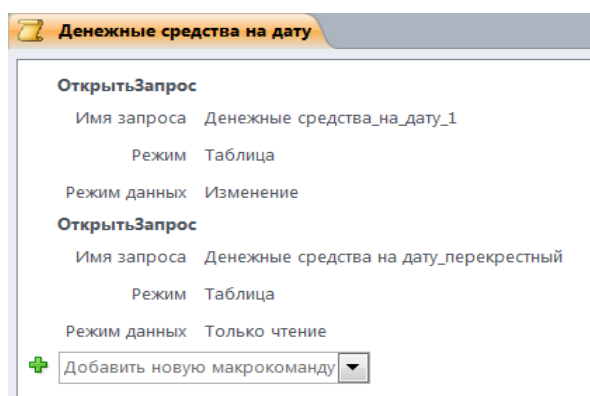 Денежные средства на дату
ОткрытьЗапрос
Имя запроса Денежные средства_на_дату_1
Режим Таблица
Режим данных Изменение
ОткрытьЗапрос
Имя запроса Денежные средства на дату_перекрестный
Режим Таблица
Режим данных Только чтение
Добавить новую макрокоманду